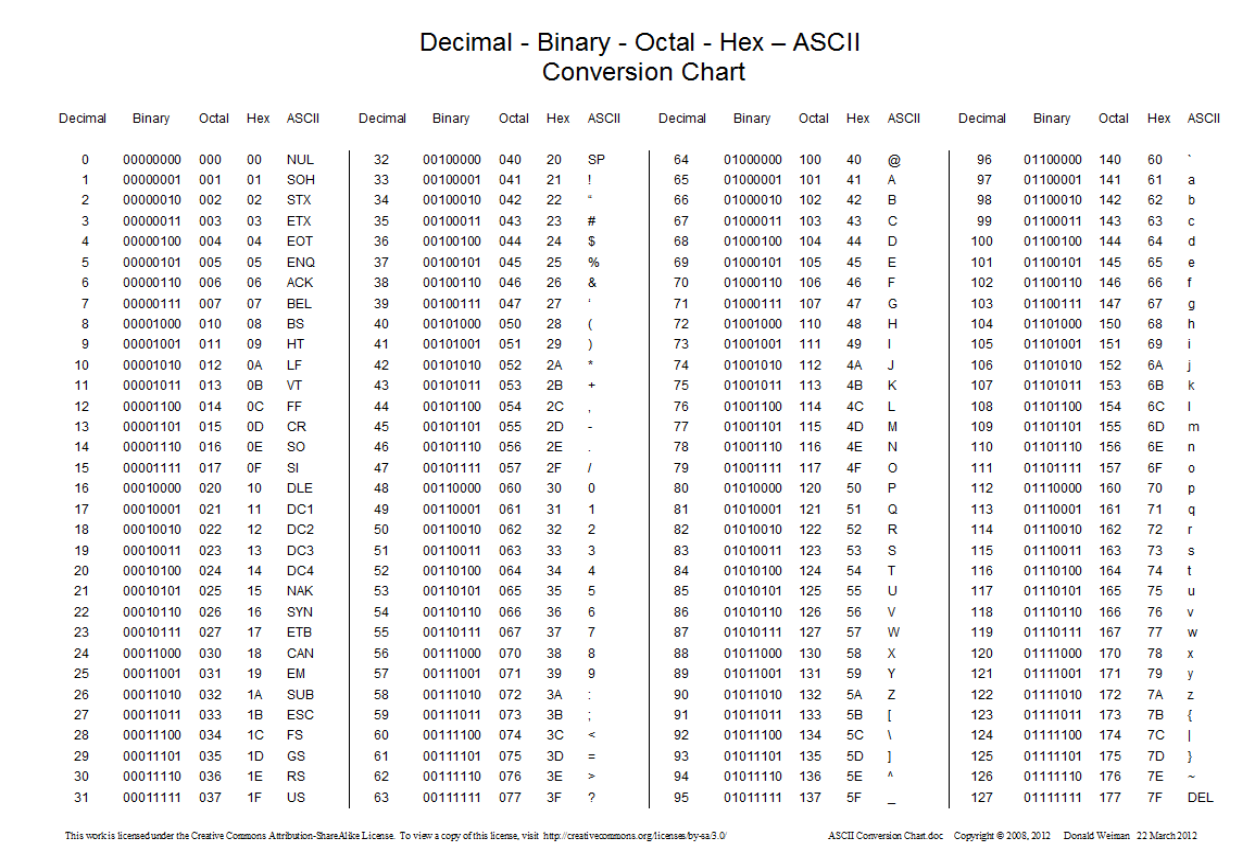 Decimal - Binary - Octal - Hex – ASCII
Conversion Chart
Decimal Binary Octal Hex ASCII Decimal Binary Octal Hex ASCII Decimal Binary Octal Hex ASCII Decimal Binary Octal Hex ASCII
0 00000000 000 00 NUL 32 00100000 040 20 SP 64 01000000 100 40 @ 96 01100000 140 60 `
1 00000001 001 01 SOH 33 00100001 041 21 ! 65 01000001 101 41 A 97 01100001 141 61 a
2 00000010 002 02 STX 34 00100010 042 22 “ 66 01000010 102 42 B 98 01100010 142 62 b
3 00000011 003 03 ETX 35 00100011 043 23 # 67 01000011 103 43 C 99 01100011 143 63 c
4 00000100 004 04 EOT 36 00100100 044 24 $ 68 01000100 104 44 D 100 01100100 144 64 d
5 00000101 005 05 ENQ 37 00100101 045 25 % 69 01000101 105 45 E 101 01100101 145 65 e
6 00000110 006 06 ACK 38 00100110 046 26 & 70 01000110 106 46 F 102 01100110 146 66 f
7 00000111 007 07 BEL 39 00100111 047 27 ‘ 71 01000111 107 47 G 103 01100111 147 67 g
8 00001000 010 08 BS 40 00101000 050 28 ( 72 01001000 110 48 H 104 01101000 150 68 h
9 00001001 011 09 HT 41 00101001 051 29 ) 73 01001001 111 49 I 105 01101001 151 69 i
10 00001010 012 0A LF 42 00101010 052 2A * 74 01001010 112 4A J 106 01101010 152 6A j
11 00001011 013 0B VT 43 00101011 053 2B + 75 01001011 113 4B K 107 01101011 153 6B k
12 00001100 014 0C FF 44 00101100 054 2C , 76 01001100 114 4C L 108 01101100 154 6C l
13 00001101 015 0D CR 45 00101101 055 2D - 77 01001101 115 4D M 109 01101101 155 6D m
14 00001110 016 0E SO 46 00101110 056 2E . 78 01001110 116 4E N 110 01101110 156 6E n
15 00001111 017 0F SI 47 00101111 057 2F / 79 01001111 117 4F O 111 01101111 157 6F o
16 00010000 020 10 DLE 48 00110000 060 30 0 80 01010000 120 50 P 112 01110000 160 70 p
17 00010001 021 11 DC1 49 00110001 061 31 1 81 01010001 121 51 Q 113 01110001 161 71 q
18 00010010 022 12 DC2 50 00110010 062 32 2 82 01010010 122 52 R 114 01110010 162 72 r
19 00010011 023 13 DC3 51 00110011 063 33 3 83 01010011 123 53 S 115 01110011 163 73 s
20 00010100 024 14 DC4 52 00110100 064 34 4 84 01010100 124 54 T 116 01110100 164 74 t
21 00010101 025 15 NAK 53 00110101 065 35 5 85 01010101 125 55 U 117 01110101 165 75 u
22 00010110 026 16 SYN 54 00110110 066 36 6 86 01010110 126 56 V 118 01110110 166 76 v
23 00010111 027 17 ETB 55 00110111 067 37 7 87 01010111 127 57 W 119 01110111 167 77 w
24 00011000 030 18 CAN 56 00111000 070 38 8 88 01011000 130 58 X 120 01111000 170 78 x
25 00011001 031 19 EM 57 00111001 071 39 9 89 01011001 131 59 Y 121 01111001 171 79 y
26 00011010 032 1A SUB 58 00111010 072 3A : 90 01011010 132 5A Z 122 01111010 172 7A z
27 00011011 033 1B ESC 59 00111011 073 3B ; 91 01011011 133 5B [ 123 01111011 173 7B {
28 00011100 034 1C FS 60 00111100 074 3C < 92 01011100 134 5C \ 124 01111100 174 7C |
29 00011101 035 1D GS 61 00111101 075 3D = 93 01011101 135 5D ] 125 01111101 175 7D }
30 00011110 036 1E RS 62 00111110 076 3E > 94 01011110 136 5E ^ 126 01111110 176 7E ~
31 00011111 037 1F US 63 00111111 077 3F ? 95 01011111 137 5F _ 127 01111111 177 7F DEL
This work is licensed under the Creative Commons Attribution-ShareAlike License. To view a copy of this license, visit http://creativecommons.org/licenses/by-sa/3.0/ ASCII Conversion Chart.doc Copyright © 2008, 2012 Donald Weiman 22 March 2012